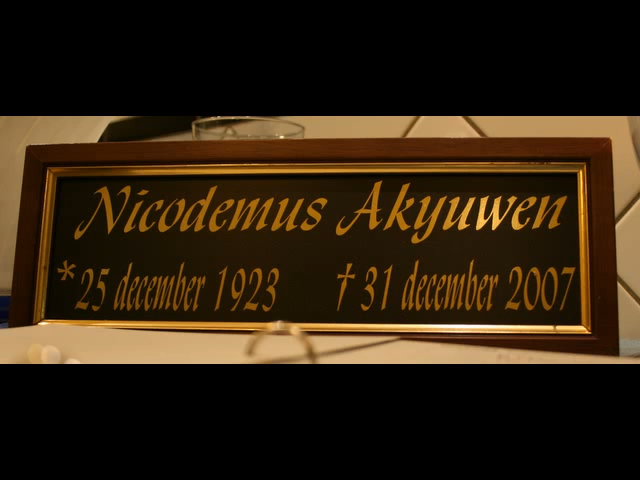 Nicodemus Akyuwen
* 25 december 1923 † 31 december 2007